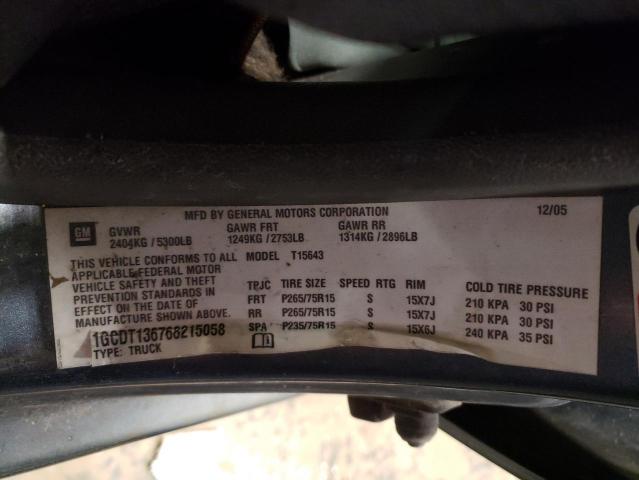 MFD BY GENERAL MOTORS CORPORATION 12/05
GM
GVWR GAWR FRT GAWR RR
2404KG / 5300LB 1249KG / 2753LB 1314KG / 2896LB
THIS VEHICLE CONFORMS TO ALL MODEL T15643
APPLICABLE FEDERAL MOTOR
VEHICLE SAFETY AND THEFT TPJC TIRE SIZE SPEED RTG RIM COLD TIRE PRESSURE
PREVENTION STANDARDS IN FRT P265/75R15 S 15X7J 210 KPA 30 PSI
EFFECT ON THE DATE OF RR P265/75R15 S 15X7J 210 KPA 30 PSI
MANUFACTURE SHOWN ABOVE. SPA P235/75R15 S 15X6J 240 KPA 35 PSI
1GCDT136768215058
TYPE: TRUCK